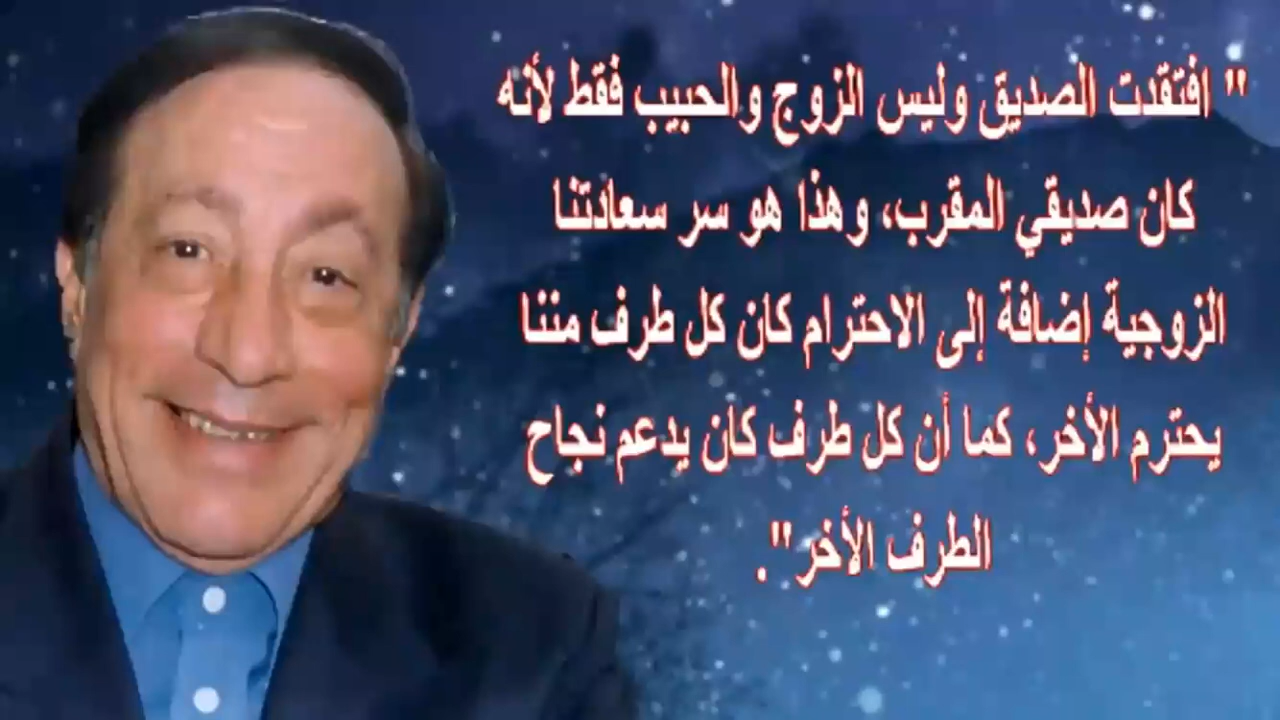 " افتقدت الصديق وليس الزوج والحبيب فقط لأنه
كان صديقي المقرب، وهذا هو سر سعادتنا
الزوجية إضافة إلى الاحترام كان كل طرف مننا
يحترم الأخر، كما أن كل طرف كان يدعم نجاح
الطرف الأخر".